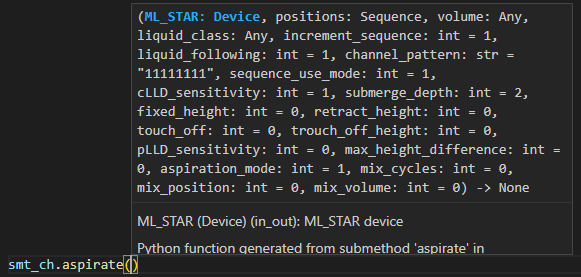 (ML_STAR: Device, positions: Sequence, volume: Any,
liquid_class: Any, increment_sequence: int = 1,
liquid_following: int = 1, channel_pattern: str =
"11111111", sequence_use_mode: int = 1,
cLLD_sensitivity: int = 1, submerge_depth: int = 2,
fixed_height: int = 0, retract_height: int = 0,
touch_off: int = 0, trouch_off_height: int = 0,
pLLD_sensitivity: int = 0, max_height_difference: int =
0, aspiration_mode: int = 1, mix_cycles: int = 0,
mix_position: int = 0, mix_volume: int = 0) -> None
ML_STAR (Device) (in_out): ML_STAR device
Python function generated from submethod 'aspirate' in
smt_ch.aspirate()